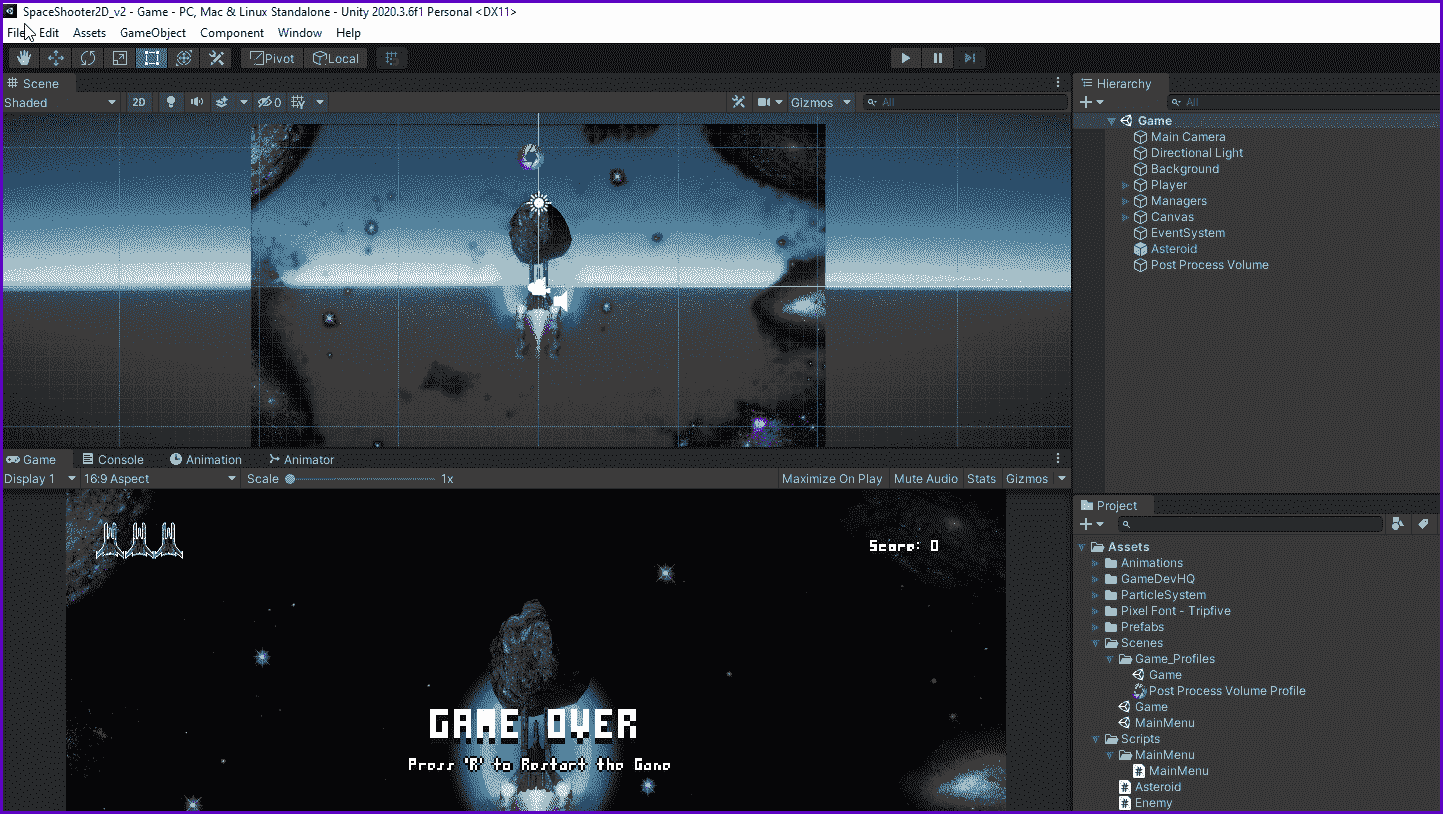 SpaceShooter2D_v2 - Game - PC, Mac & Linux Standalone - Unity 2020.3.6f1 Personal <DX11>
File Edit Assets GameObject Component Window Help
Pivot Local
Scene
Shaded 2D 0 Gizmos All
Game Console Animation Animator
Display 1 16:9 Aspect Scale 1x Maximize On Play Mute Audio Stats Gizmos
Score: 0
GAME OVER
Press 'R' to Restart the Game
Hierarchy
All
Game
Main Camera
Directional Light
Background
Player
Managers
Canvas
EventSystem
Asteroid
Post Process Volume
Project
Assets
Animations
GameDevHQ
ParticleSystem
Pixel Font - Tripfive
Prefabs
Scenes
Game_Profiles
Game
Post Process Volume Profile
Game
MainMenu
Scripts
MainMenu
MainMenu
Asteroid
Enemy